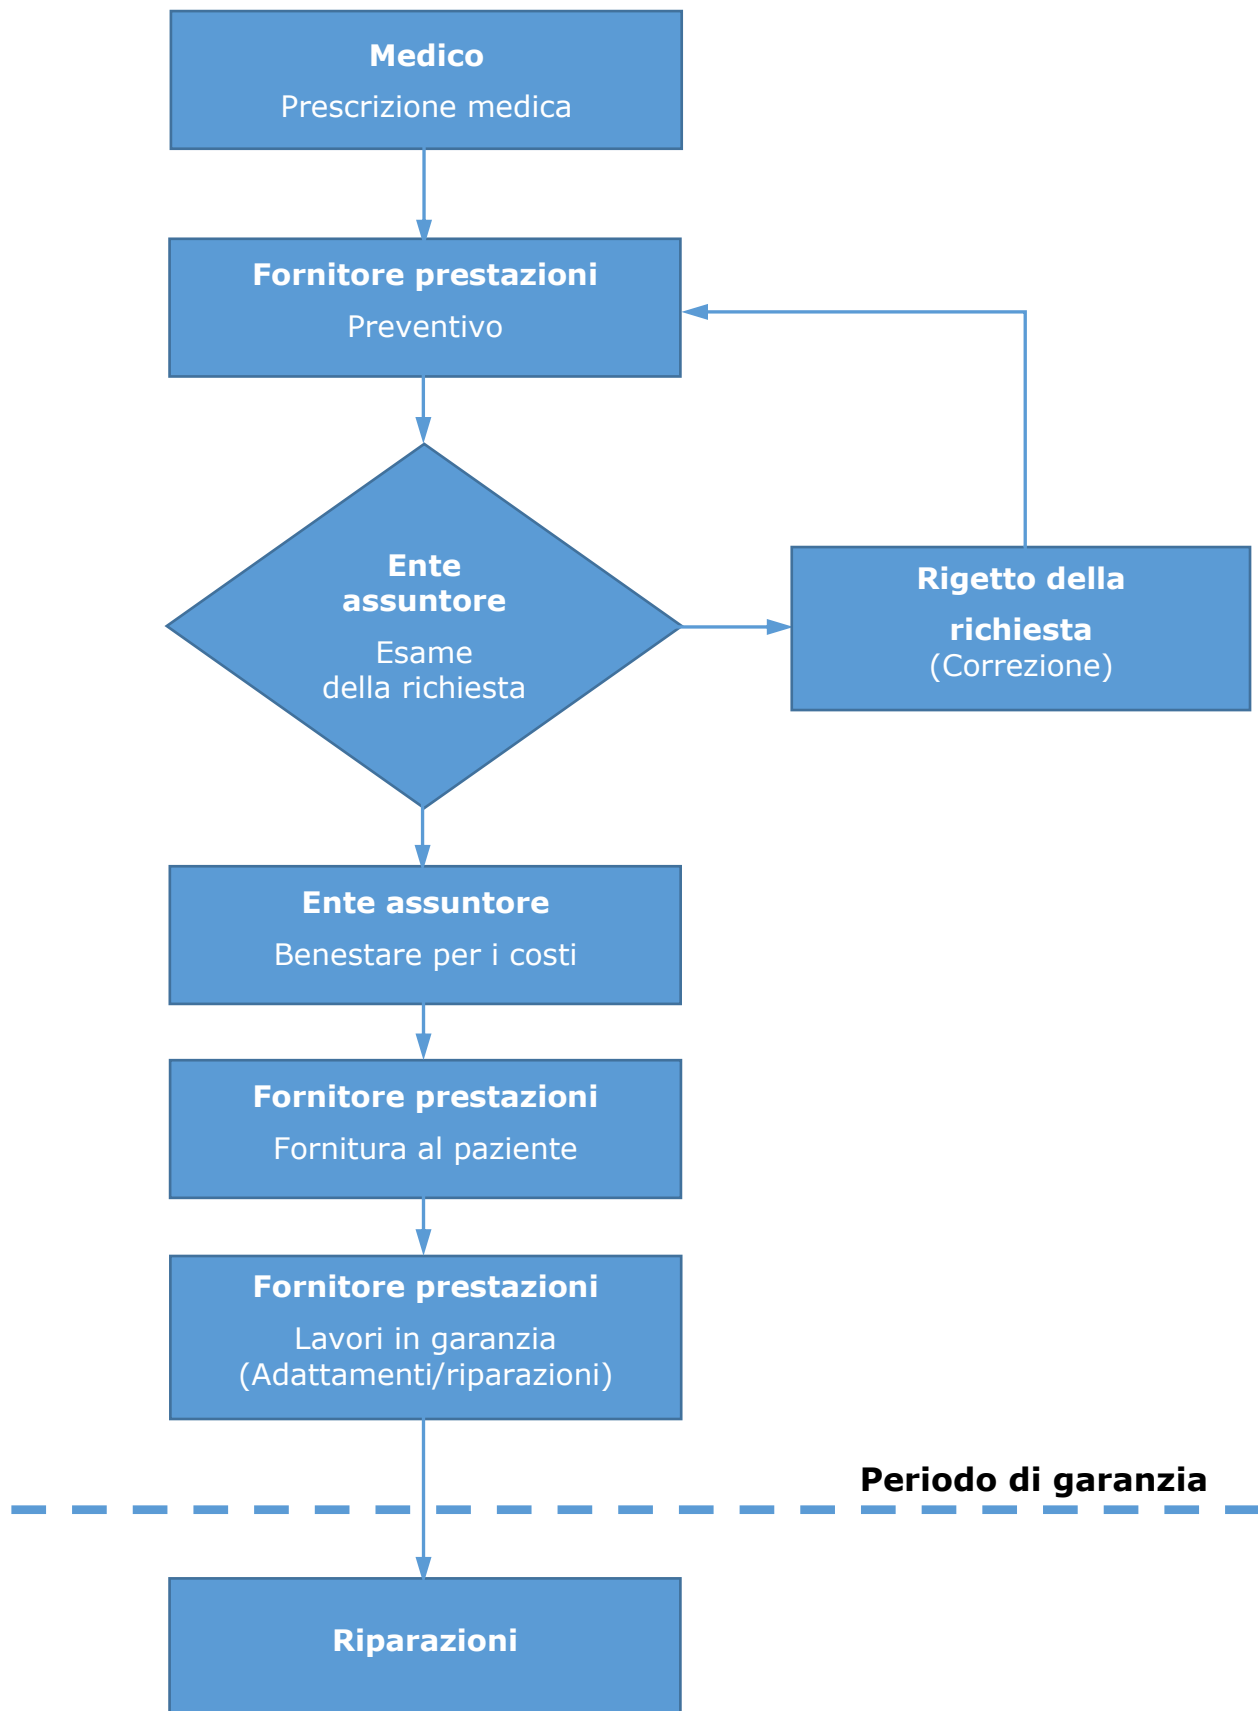 Medico
Prescrizione medica
Fornitore prestazioni
Preventivo
Ente
assuntore
Esame
della richiesta
Rigetto della
richiesta
(Correzione)
Ente assuntore
Benestare per i costi
Fornitore prestazioni
Fornitura al paziente
Fornitore prestazioni
Lavori in garanzia
(Adattamenti/riparazioni)
Periodo di garanzia
Riparazioni